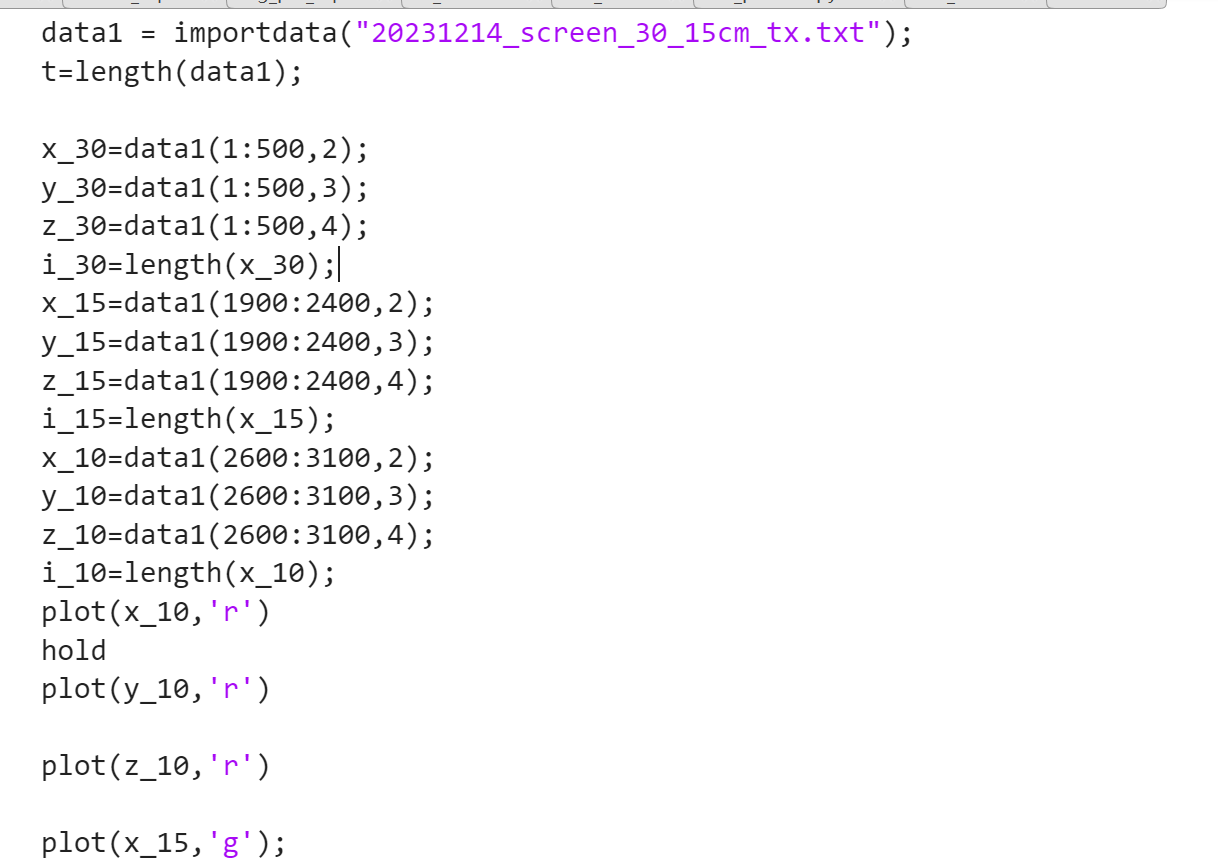 data1 = importdata("20231214_screen_30_15cm_tx.txt");
t=length(data1);
x_30=data1(1:500,2);
y_30=data1(1:500,3);
z_30=data1(1:500,4);
i_30=length(x_30);
x_15=data1(1900:2400,2);
y_15=data1(1900:2400,3);
z_15=data1(1900:2400,4);
i_15=length(x_15);
x_10=data1(2600:3100,2);
y_10=data1(2600:3100,3);
z_10=data1(2600:3100,4);
i_10=length(x_10);
plot(x_10,'r')
hold
plot(y_10,'r')
plot(z_10,'r')
plot(x_15,'g');